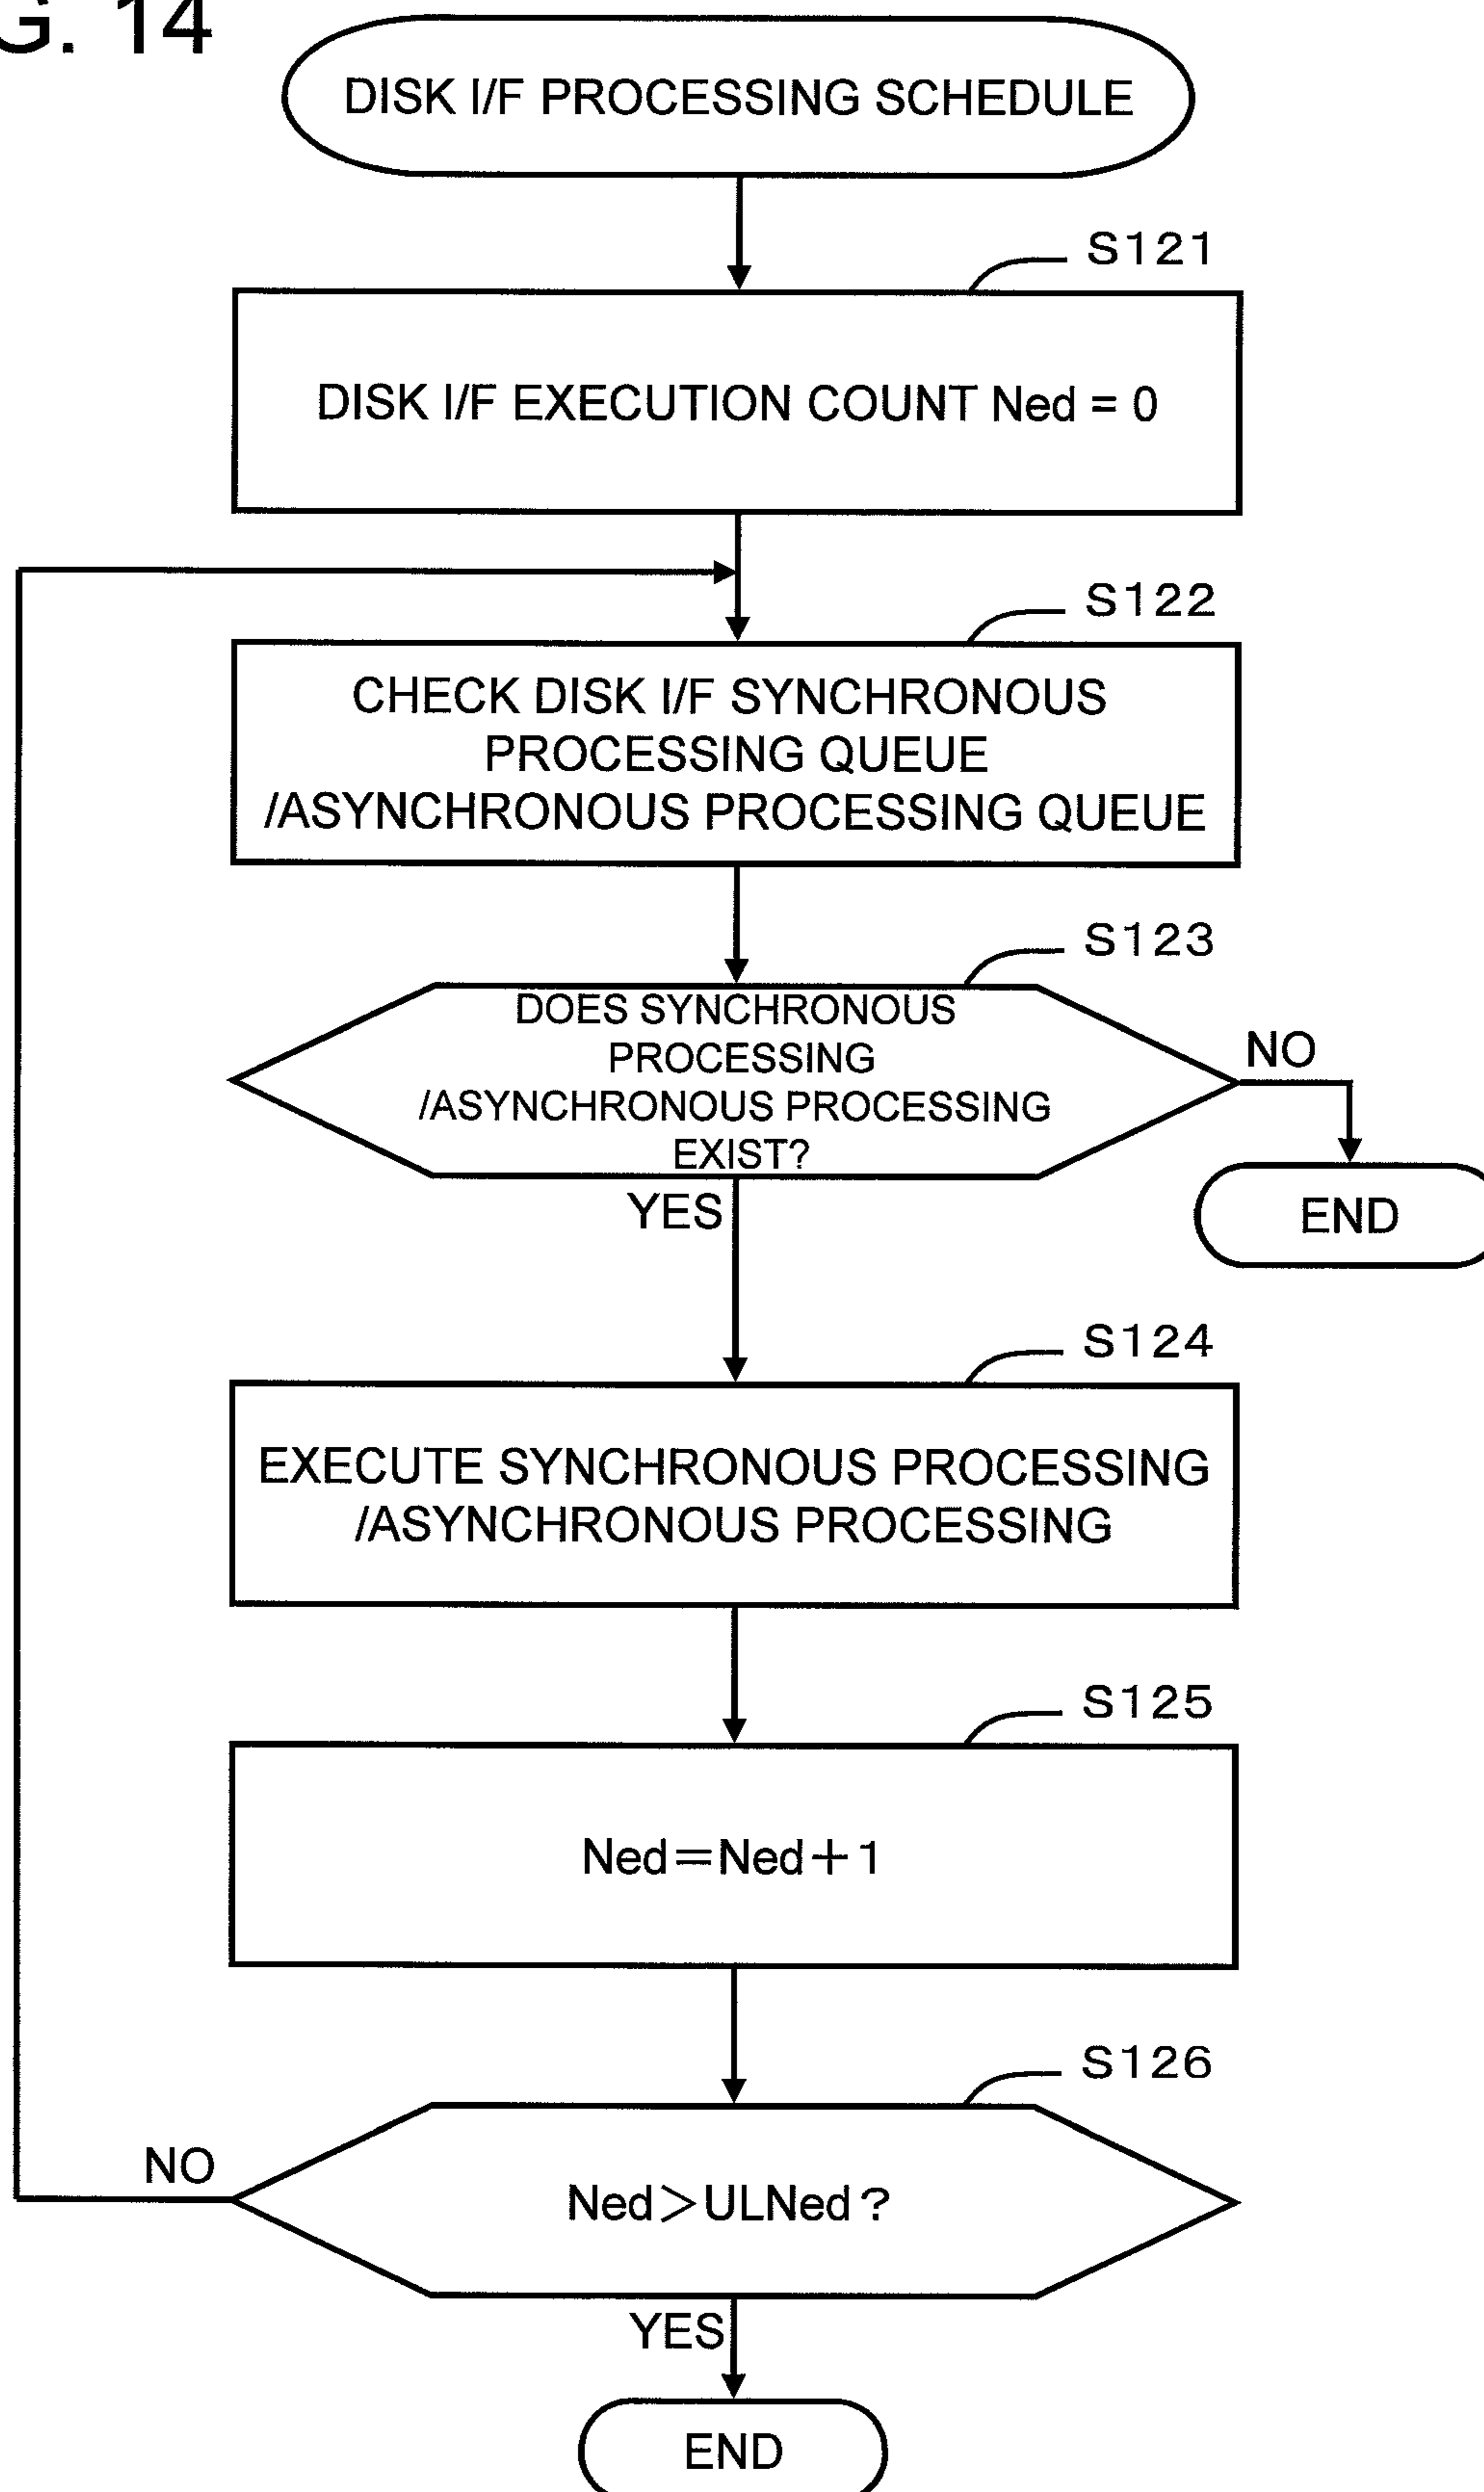 G. 14
DISK I/F PROCESSING SCHEDULE
S121
DISK I/F EXECUTION COUNT Ned = 0
S122
CHECK DISK I/F SYNCHRONOUS
PROCESSING QUEUE
/ASYNCHRONOUS PROCESSING QUEUE
S123
DOES SYNCHRONOUS
PROCESSING
/ASYNCHRONOUS PROCESSING
EXIST?
NO
END
YES
S124
EXECUTE SYNCHRONOUS PROCESSING
/ASYNCHRONOUS PROCESSING
S125
Ned=Ned+1
S126
NO
Ned>ULNed?
YES
END